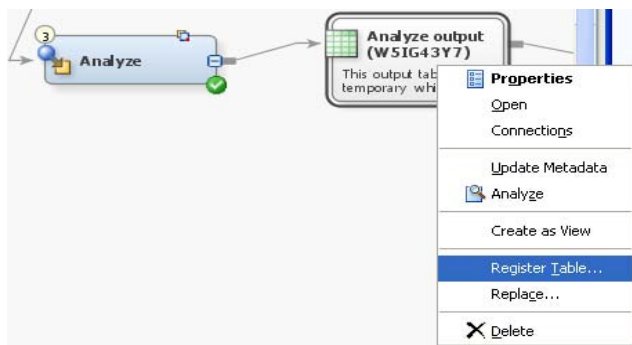 3
Analyze
Analyze output
(W5IG43Y7)
This output tab
temporary whi
Properties
Open
Connections
Update Metadata
Analyze
Create as View
Register Table...
Replace...
Delete